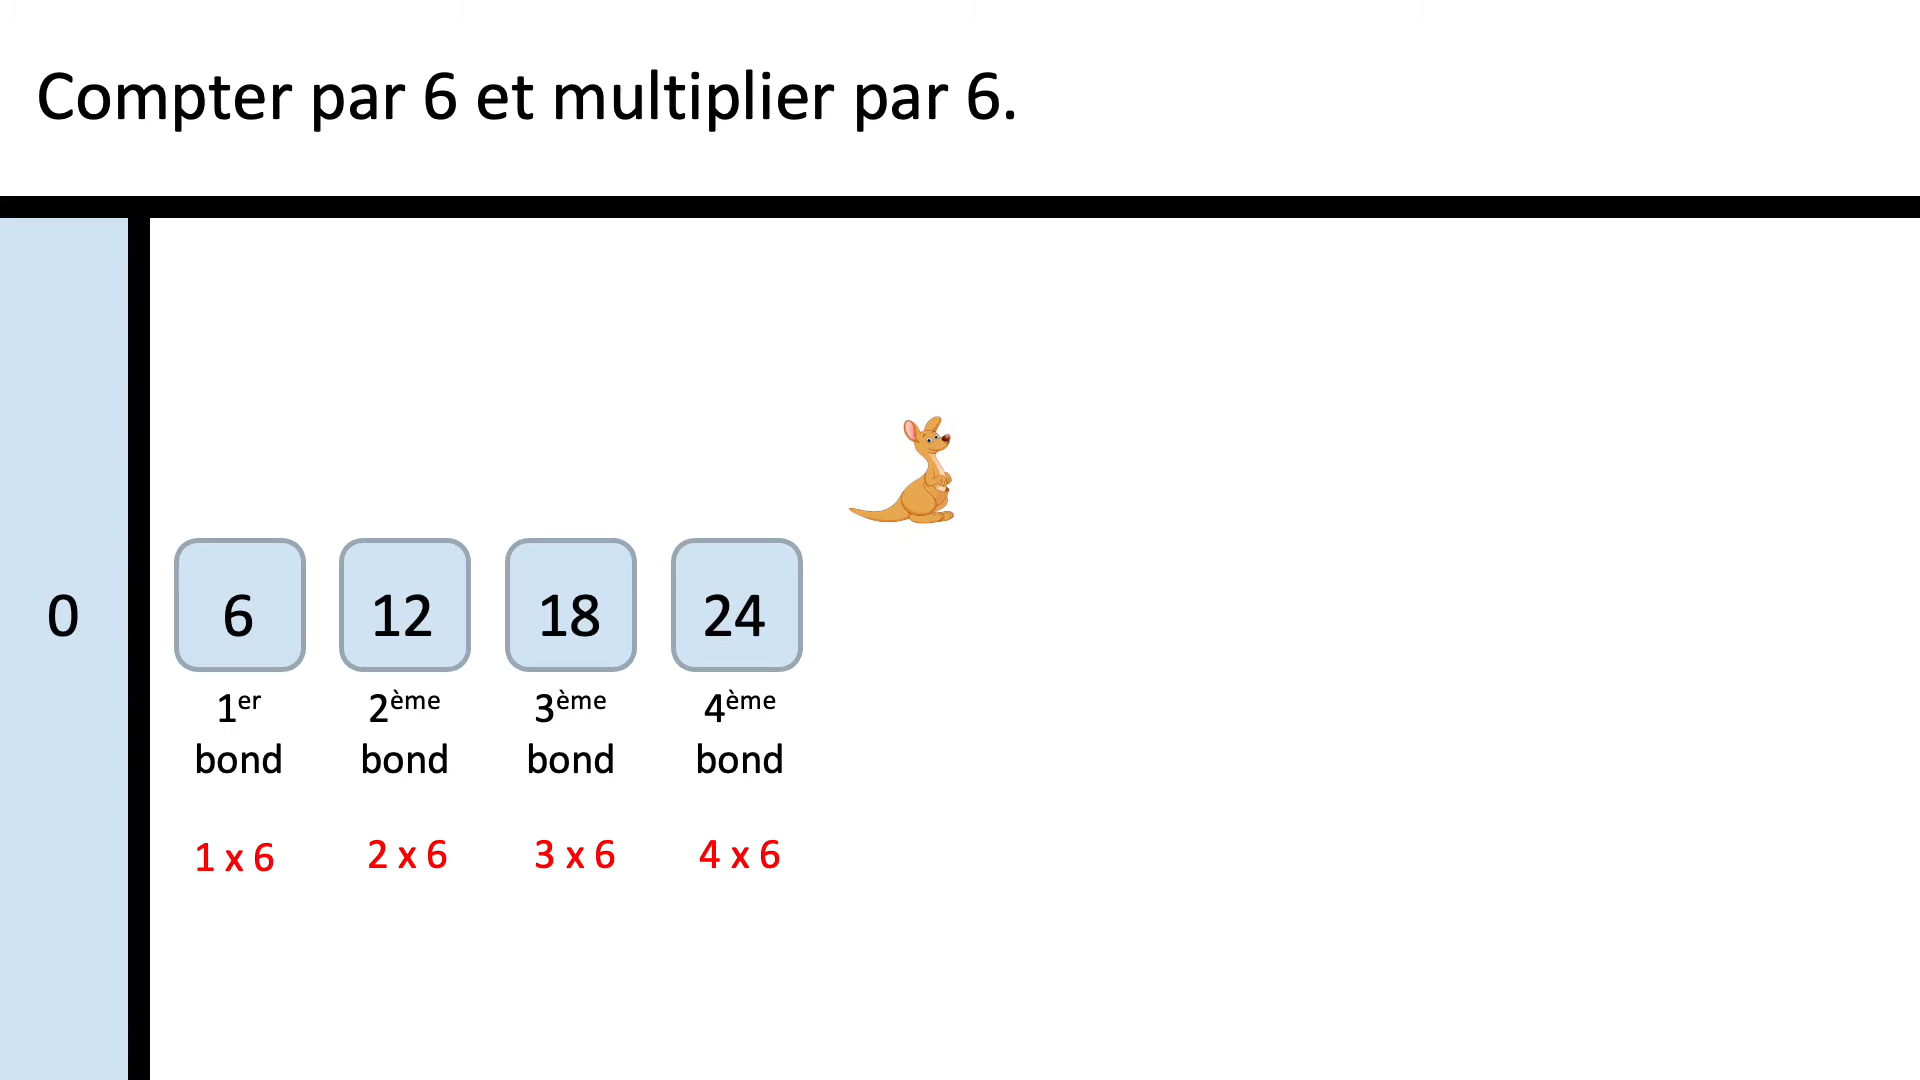 Compter par 6 et multiplier par 6.
0 6 12 18 24
1er 2ème 3ème 4ème
bond bond bond bond
1 x 6 2 x 6 3 x 6 4 x 6